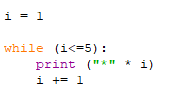 i = 1
while (i<=5):
    print ("*" * i)
    i += 1